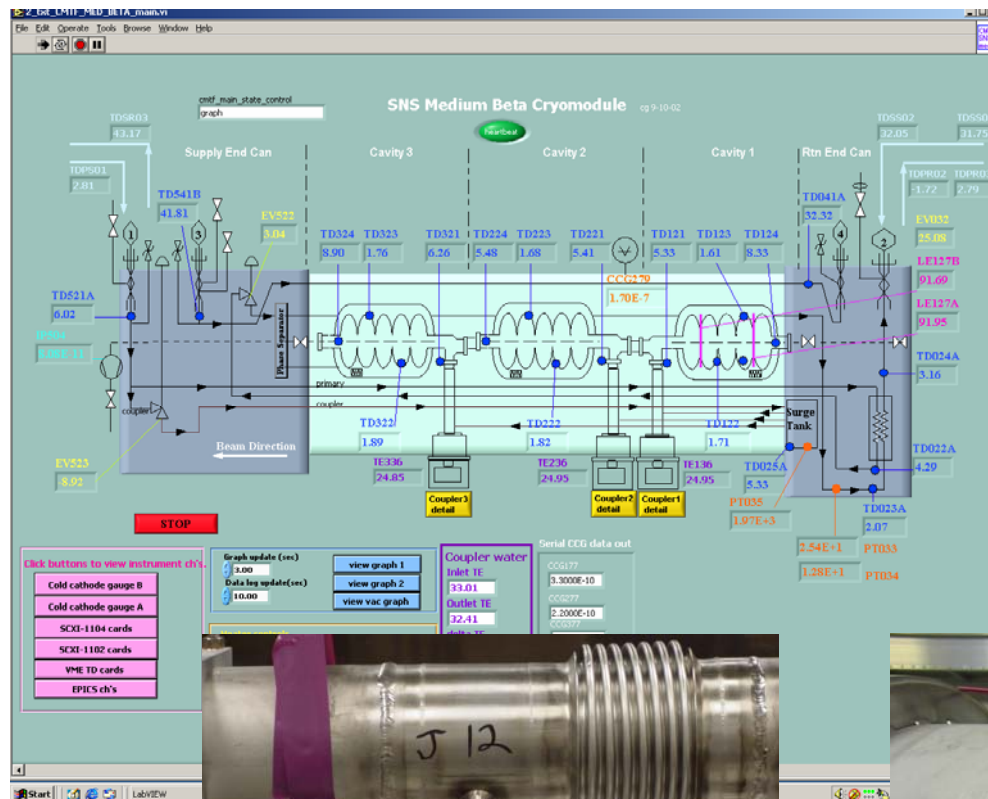 2_txt_CMTF_MED_BETA_main.vi
File Edit Operate Tools Browse Window Help
cmtf_main_state_control
graph
SNS Medium Beta Cryomodule cg 9-10-02
heartbeat
TDSR03
43.17
TDPS01
2.81
Supply End Can
Cavity 3
Cavity 2
Cavity 1
Rtn End Can
TDSS02
32.05
31.75
TDPR02
-1.72
2.79
TD541B
41.81
EV522
3.04
TD324
8.90
TD323
1.76
TD321
6.26
TD224
5.48
TD223
1.68
TD221
5.41
TD121
5.33
TD123
1.61
TD124
8.33
TD041A
32.32
EV032
25.08
1
3
4
2
CCG279
1.70E-7
LE127B
91.69
LE127A
91.95
TD521A
6.02
Phase Separator
TD024A
3.16
primary
coupler
coupler
Surge
Tank
TD322
1.89
TD222
1.82
TD122
1.71
Beam Direction
EV523
-8.92
TE336
24.85
TE236
24.95
TE136
24.95
TD025A
5.33
TD022A
4.29
PT035
1.97E+3
TD023A
2.07
Coupler3
detail
Coupler2
detail
Coupler1
detail
2.54E+1 PT033
1.28E+1 PT034
STOP
Click buttons to view instrument ch's.
Cold cathode gauge B
Cold cathode gauge A
SCXI-1104 cards
SCXI-1102 cards
VME TD cards
EPICS ch's
Graph update (sec)
3.00
Data log update(sec)
10.00
view graph 1
view graph 2
view vac graph
Coupler water
Inlet TE
33.01
Outlet TE
32.41
delta TE
Serial CCG data out
CCG177
3.3000E-10
CCG277
2.2000E-10
CCG377
J 12
Start LabVIEW